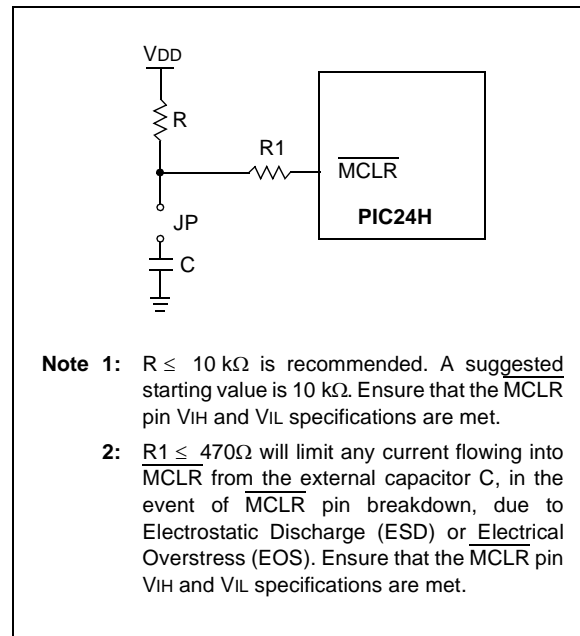 VDD
R
R1
MCLR
JP
PIC24H
C
Note 1: R ≤ 10 kΩ is recommended. A suggested
starting value is 10 kΩ. Ensure that the MCLR
pin VIH and VIL specifications are met.
2: R1 ≤ 470Ω will limit any current flowing into
MCLR from the external capacitor C, in the
event of MCLR pin breakdown, due to
Electrostatic Discharge (ESD) or Electrical
Overstress (EOS). Ensure that the MCLR pin
VIH and VIL specifications are met.